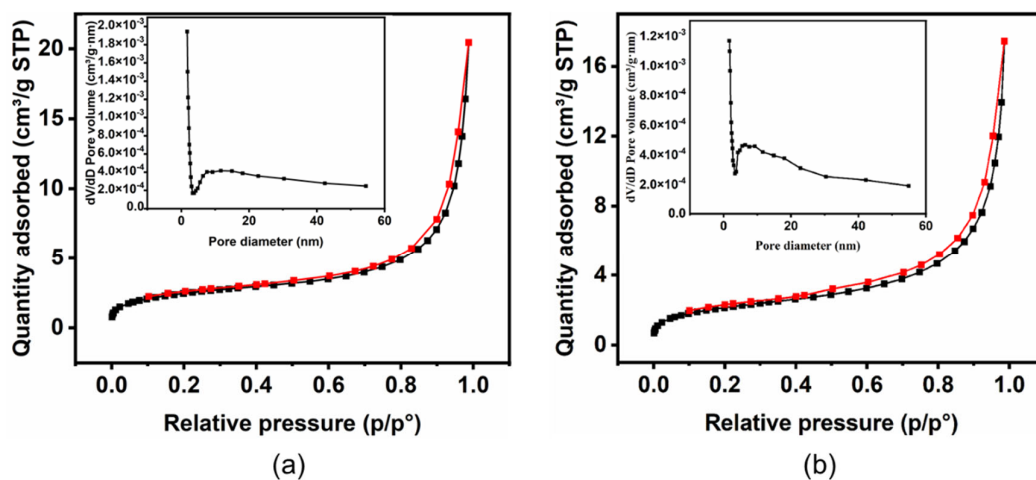 Quantity adsorbed (cm³/g STP)
20
15
10
5
0
0.0 0.2 0.4 0.6 0.8 1.0
Relative pressure (p/p°)
dV/dD Pore volume (cm³/g·nm)
2.0×10⁻³
1.8×10⁻³
1.6×10⁻³
1.4×10⁻³
1.2×10⁻³
1.0×10⁻³
8.0×10⁻⁴
6.0×10⁻⁴
4.0×10⁻⁴
2.0×10⁻⁴
0.0
0 20 40 60
Pore diameter (nm)
(a)
Quantity adsorbed (cm³/g STP)
16
12
8
4
0
0.0 0.2 0.4 0.6 0.8 1.0
Relative pressure (p/p°)
dV/dD Pore volume (cm³/g·nm)
1.2×10⁻³
1.0×10⁻³
8.0×10⁻⁴
6.0×10⁻⁴
4.0×10⁻⁴
2.0×10⁻⁴
0.0
0 20 40 60
Pore diameter (nm)
(b)